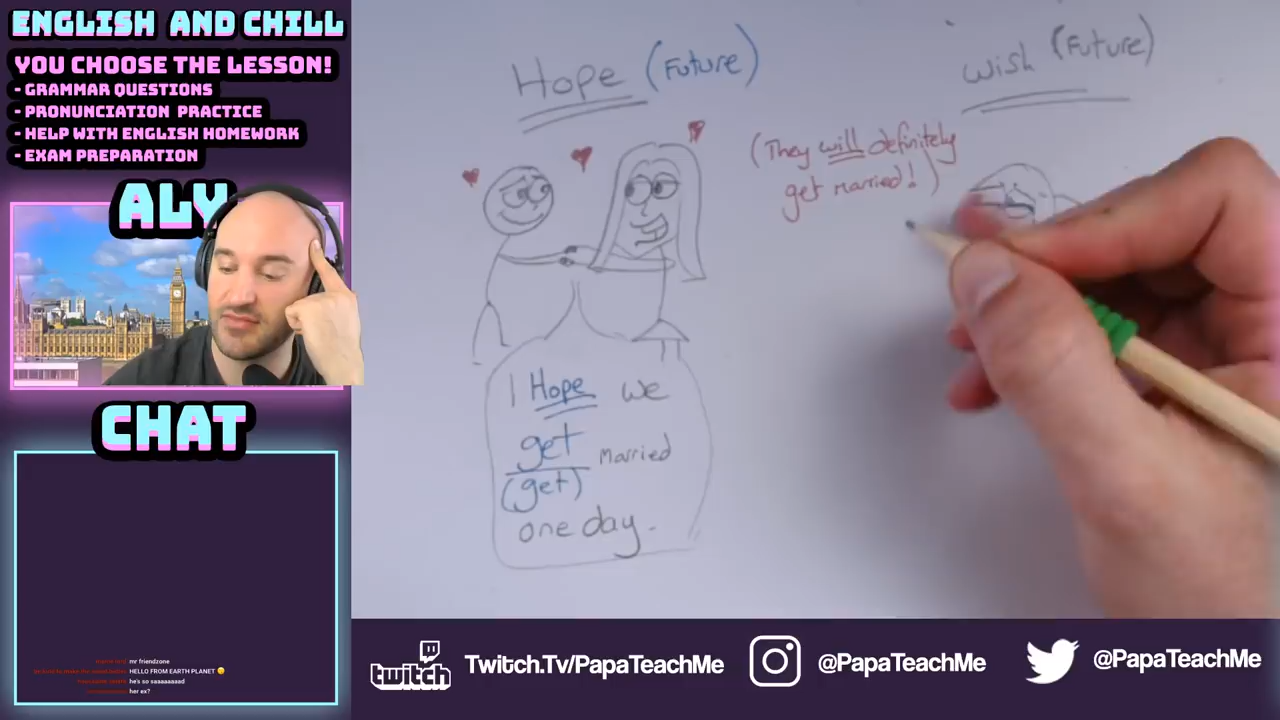 ENGLISH AND CHILL
YOU CHOOSE THE LESSON!
- GRAMMAR QUESTIONS
- PRONUNCIATION PRACTICE
- HELP WITH ENGLISH HOMEWORK
- EXAM PREPARATION
ALY
CHAT
mr friendzone
HELLO FROM EARTH PLANET
he's so saaaaaaad
her ex?
Hope (Future)
Wish (Future)
(They will definitely
get married!)
I Hope we
get married
(get)
one day.
twitch
Twitch.Tv/PapaTeachMe
@PapaTeachMe
@PapaTeachMe